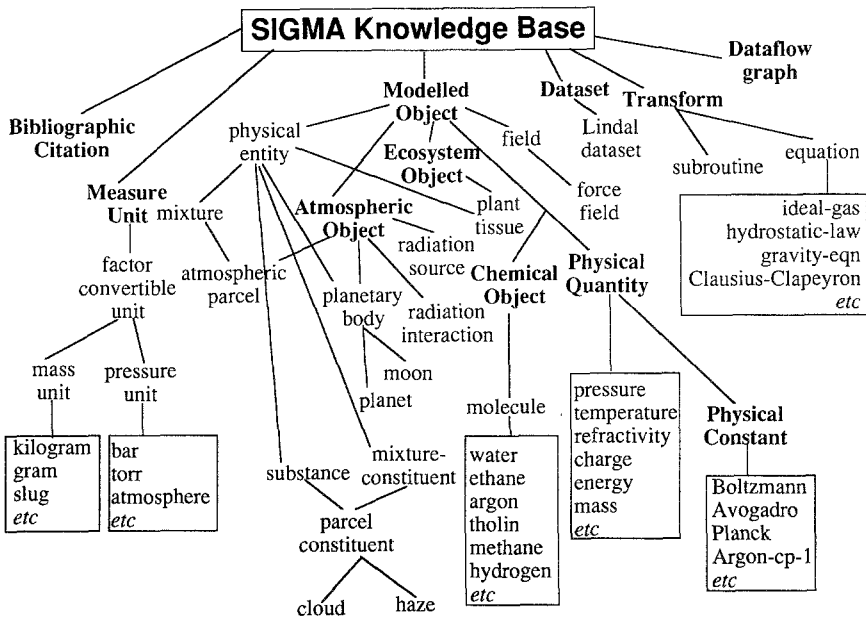 SIGMA Knowledge Base
Dataflow
graph
Modelled
Object
Dataset
Transform
Bibliographic
Citation
physical
entity
field
Lindal
dataset
Ecosystem
Object
subroutine
equation
Measure
Unit
mixture
Atmospheric
Object
plant
tissue
force
field
ideal-gas
hydrostatic-law
gravity-eqn
Clausius-Clapeyron
etc
radiation
source
factor
convertible
unit
atmospheric
parcel
planetary
body
radiation
interaction
Chemical
Object
Physical
Quantity
mass
unit
pressure
unit
moon
planet
molecule
pressure
temperature
refractivity
charge
energy
mass
etc
Physical
Constant
kilogram
gram
slug
etc
bar
torr
atmosphere
etc
substance
mixture-
constituent
water
ethane
argon
tholin
methane
hydrogen
etc
Boltzmann
Avogadro
Planck
Argon-cp-1
etc
parcel
constituent
cloud
haze